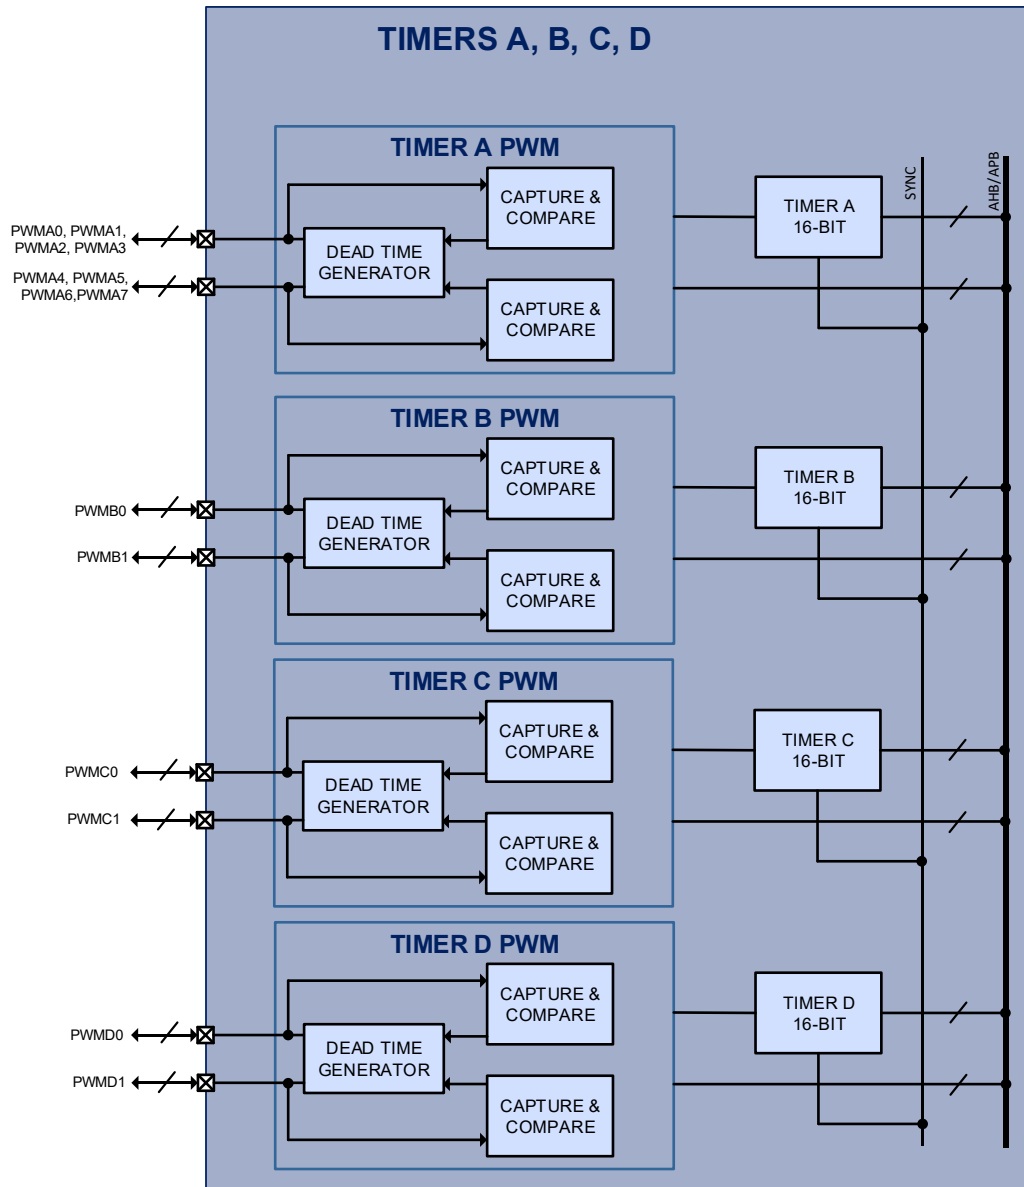 TIMERS A, B, C, D
SYNC
AHB/APB
TIMER A PWM
CAPTURE &
COMPARE
TIMER A
16-BIT
PWMA0, PWMA1,
PWMA2, PWMA3
DEAD TIME
GENERATOR
PWMA4, PWMA5,
PWMA6,PWMA7
CAPTURE &
COMPARE
TIMER B PWM
CAPTURE &
COMPARE
TIMER B
16-BIT
PWMB0
DEAD TIME
GENERATOR
PWMB1
CAPTURE &
COMPARE
TIMER C PWM
CAPTURE &
COMPARE
TIMER C
16-BIT
PWMC0
DEAD TIME
GENERATOR
PWMC1
CAPTURE &
COMPARE
TIMER D PWM
CAPTURE &
COMPARE
TIMER D
16-BIT
PWMD0
DEAD TIME
GENERATOR
PWMD1
CAPTURE &
COMPARE